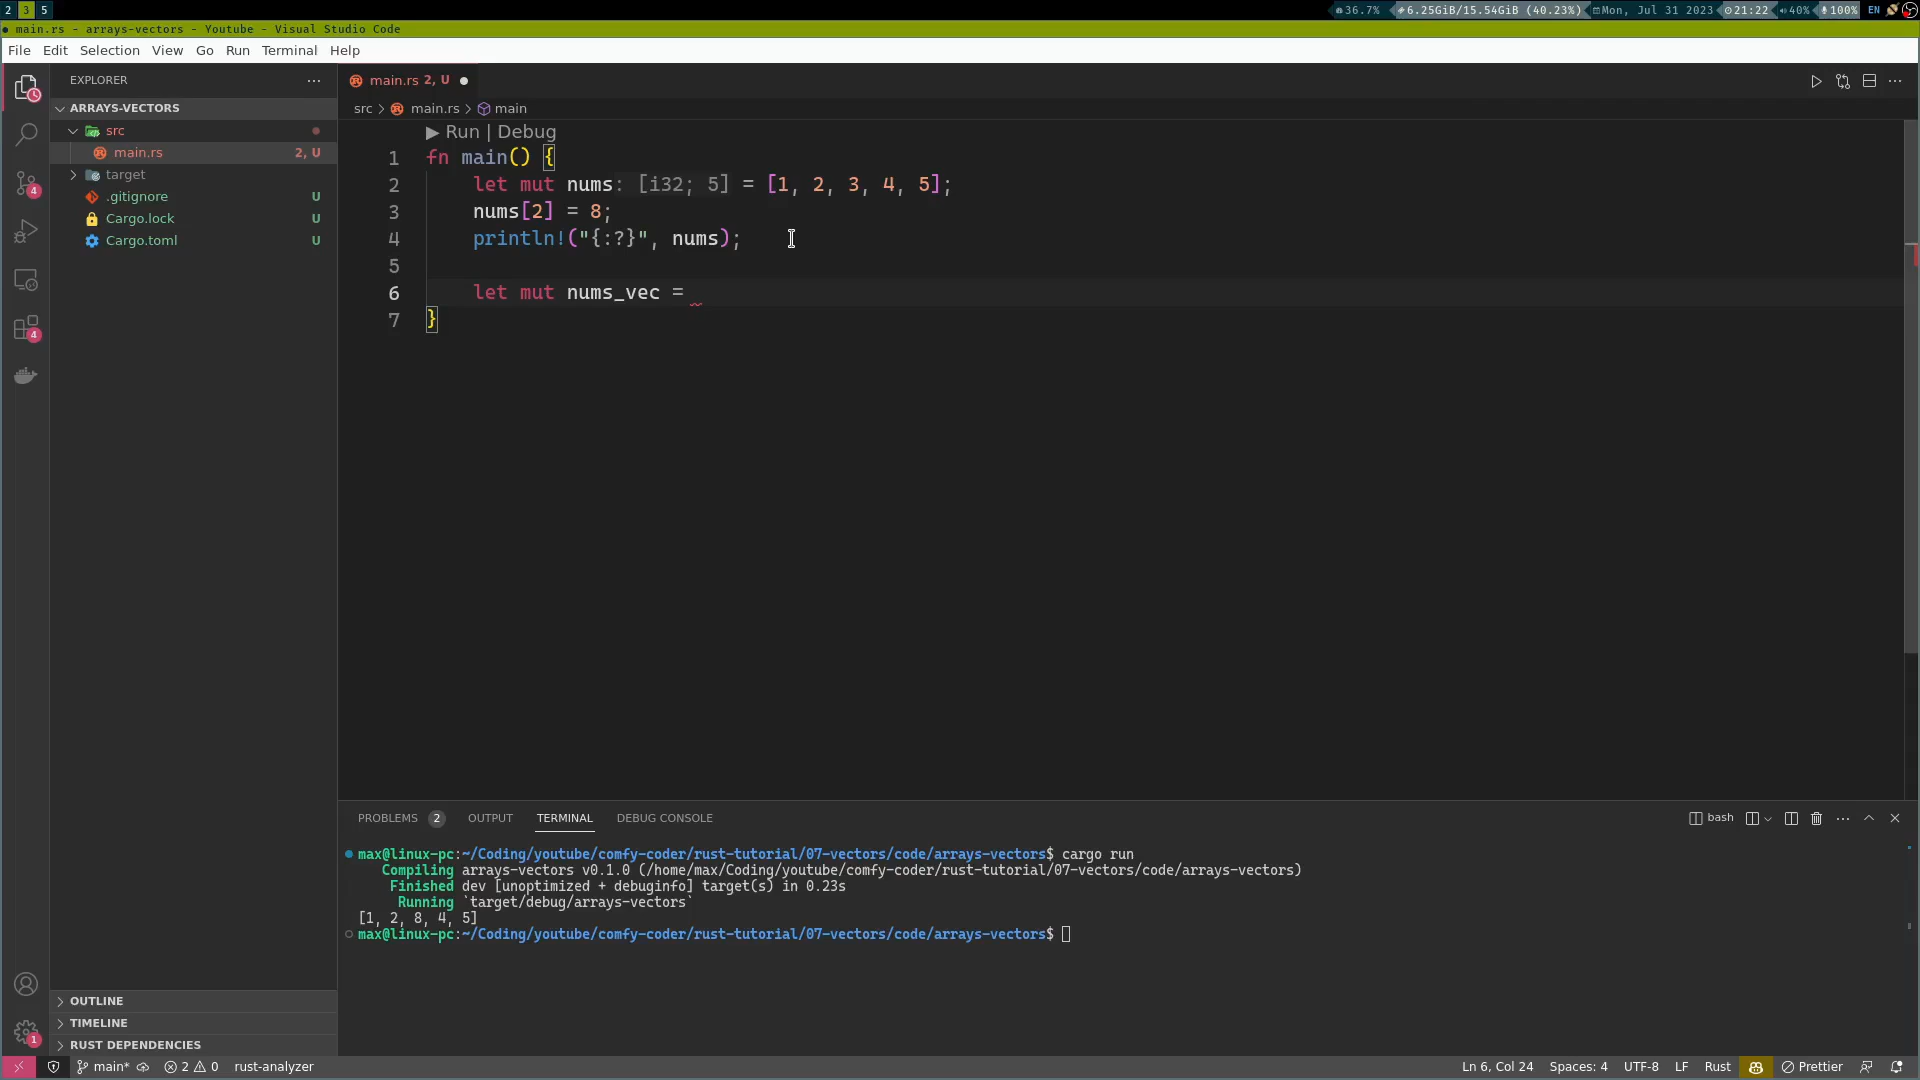 2 3 5 36.7% 6.25GiB/15.54GiB (40.23%) Mon, Jul 31 2023 21:22 40% 100% EN
main.rs - arrays-vectors - Youtube - Visual Studio Code
File Edit Selection View Go Run Terminal Help
EXPLORER
ARRAYS-VECTORS
src
main.rs 2, U
target
.gitignore U
Cargo.lock U
Cargo.toml U
OUTLINE
TIMELINE
RUST DEPENDENCIES
4
4
1
main.rs 2, U
src > main.rs > main
Run | Debug
1 fn main() {
2 let mut nums: [i32; 5] = [1, 2, 3, 4, 5];
3 nums[2] = 8;
4 println!("{:?}", nums);
5
6 let mut nums_vec =
7 }
PROBLEMS 2 OUTPUT TERMINAL DEBUG CONSOLE bash
max@linux-pc:~/Coding/youtube/comfy-coder/rust-tutorial/07-vectors/code/arrays-vectors$ cargo run
Compiling arrays-vectors v0.1.0 (/home/max/Coding/youtube/comfy-coder/rust-tutorial/07-vectors/code/arrays-vectors)
Finished dev [unoptimized + debuginfo] target(s) in 0.23s
Running `target/debug/arrays-vectors`
[1, 2, 8, 4, 5]
max@linux-pc:~/Coding/youtube/comfy-coder/rust-tutorial/07-vectors/code/arrays-vectors$
main* 2 0 rust-analyzer Ln 6, Col 24 Spaces: 4 UTF-8 LF Rust Prettier